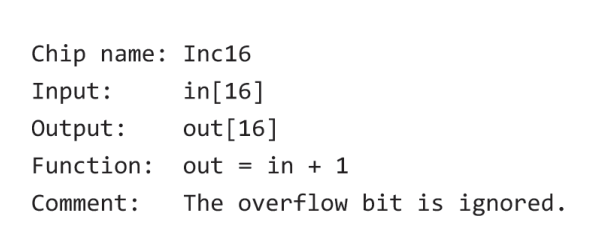 Chip name: Inc16
Input:     in[16]
Output:    out[16]
Function:  out = in + 1
Comment:   The overflow bit is ignored.